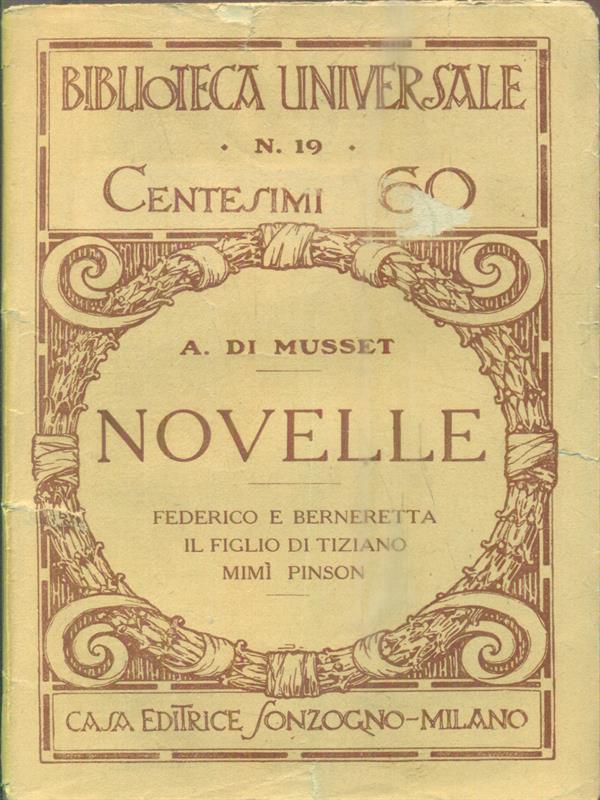 BIBLIOTECA UNIVERSALE
· N. 19 ·
CENTESIMI 60
A. DI MUSSET
NOVELLE
FEDERICO E BERNERETTA
IL FIGLIO DI TIZIANO
MIMÌ PINSON
CASA EDITRICE SONZOGNO-MILANO